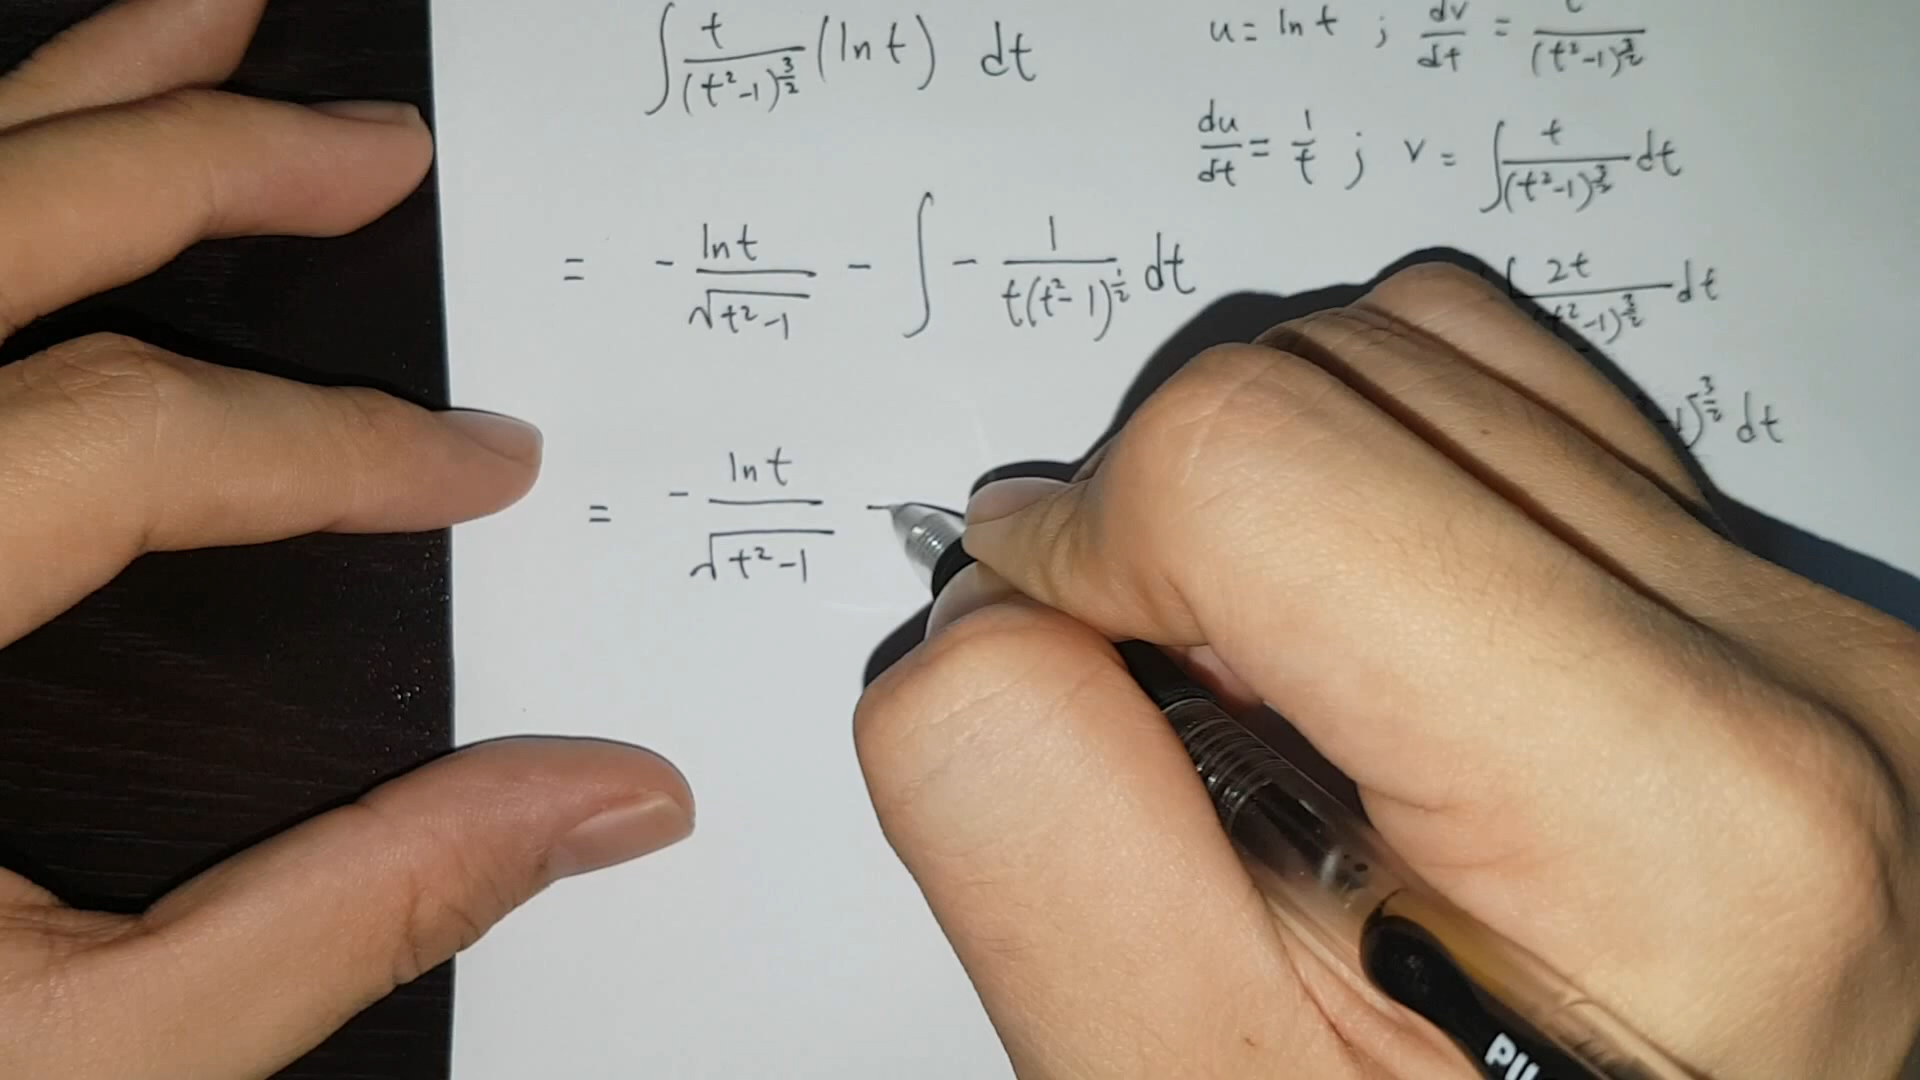 ∫ t/(t²-1)^(3/2) (ln t) dt
u = ln t ; dv/dt = t/(t²-1)^(3/2)
du/dt = 1/t ; v = ∫ t/(t²-1)^(3/2) dt
= - ln t/√(t²-1) - ∫ - 1/(t(t²-1)^(1/2)) dt
2t/(t²-1)^(3/2) dt
= - ln t/√(t²-1) -
)^(3/2) dt